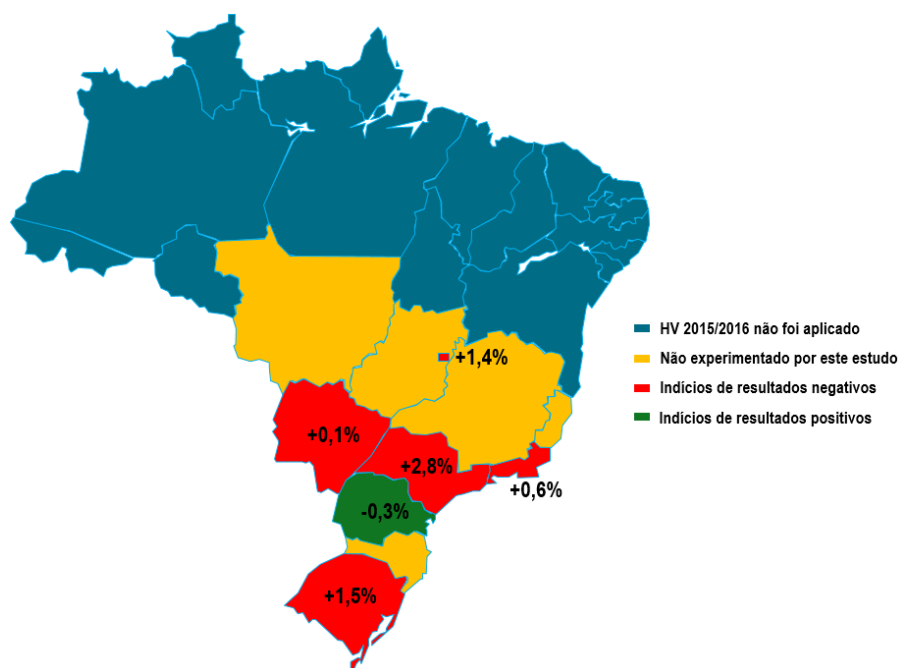 HV 2015/2016 não foi aplicado
+1,4%
Não experimentado por este estudo
Indícios de resultados negativos
Indícios de resultados positivos
+0,1%
+2,8%
+0,6%
-0,3%
+1,5%